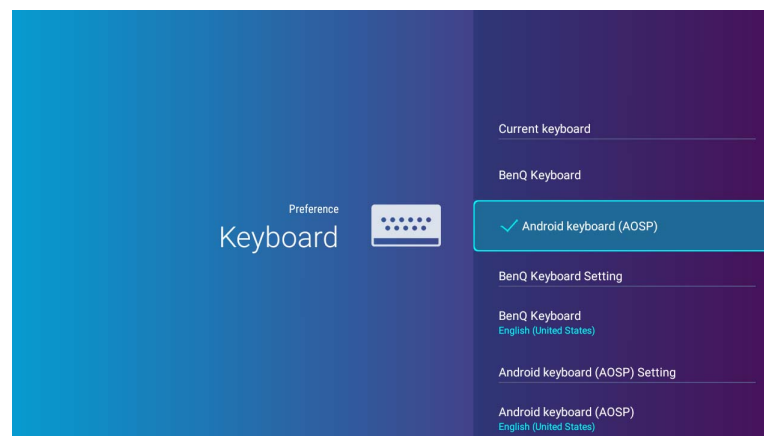 Current keyboard
BenQ Keyboard
Preference
Keyboard
Android keyboard (AOSP)
BenQ Keyboard Setting
BenQ Keyboard
English (United States)
Android keyboard (AOSP) Setting
Android keyboard (AOSP)
English (United States)